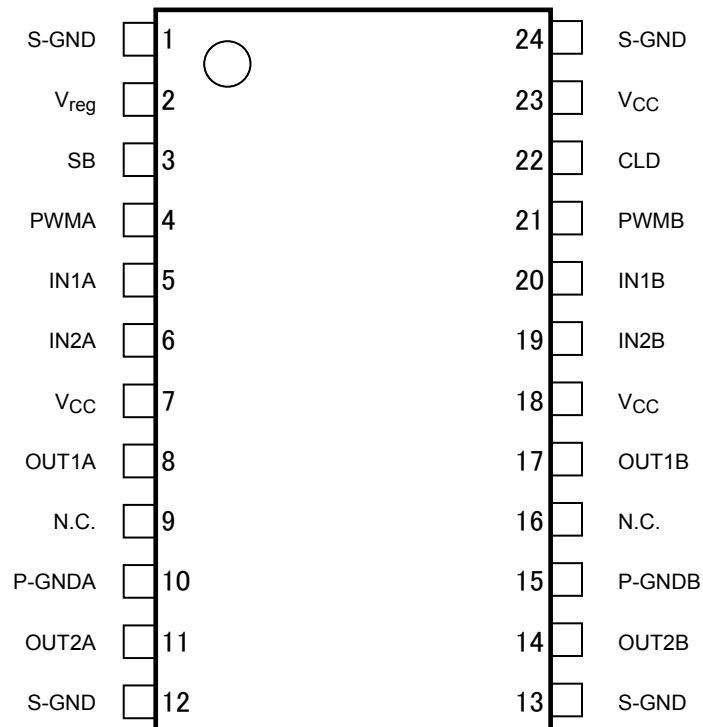 S-GND 1 24 S-GND
Vreg 2 23 VCC
SB 3 22 CLD
PWMA 4 21 PWMB
IN1A 5 20 IN1B
IN2A 6 19 IN2B
VCC 7 18 VCC
OUT1A 8 17 OUT1B
N.C. 9 16 N.C.
P-GNDA 10 15 P-GNDB
OUT2A 11 14 OUT2B
S-GND 12 13 S-GND